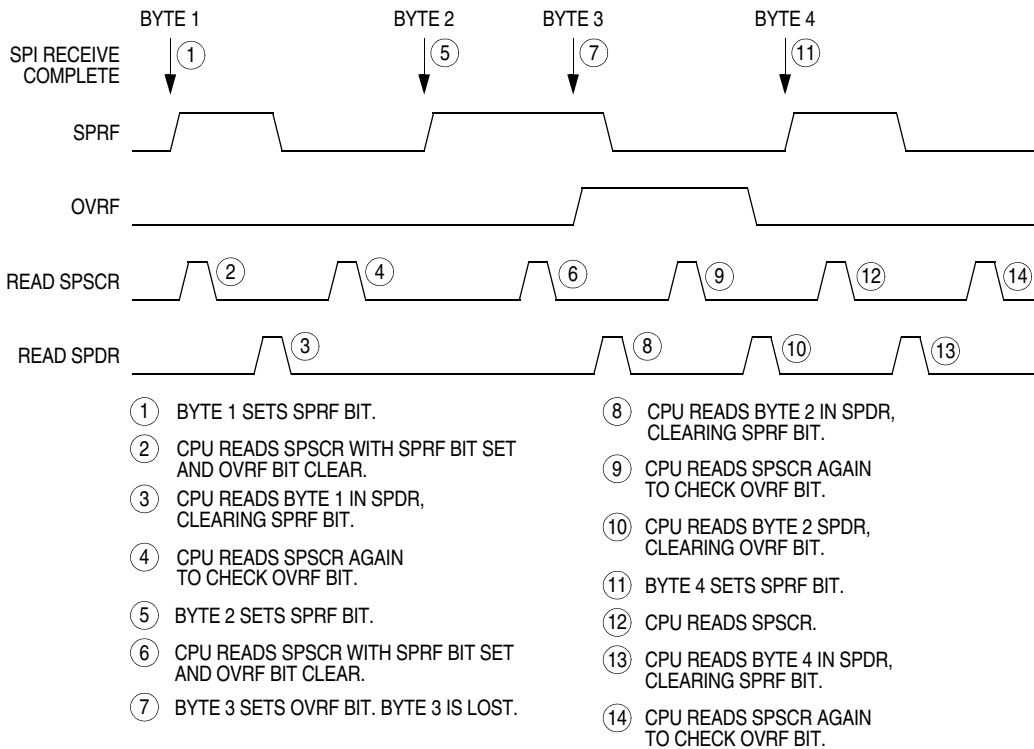 BYTE 1 BYTE 2 BYTE 3 BYTE 4
SPI RECEIVE
COMPLETE
1 5 7 11
SPRF
OVRF
READ SPSCR
2 4 6 9 12 14
READ SPDR
3 8 10 13
1 BYTE 1 SETS SPRF BIT.
2 CPU READS SPSCR WITH SPRF BIT SET
AND OVRF BIT CLEAR.
3 CPU READS BYTE 1 IN SPDR,
CLEARING SPRF BIT.
4 CPU READS SPSCR AGAIN
TO CHECK OVRF BIT.
5 BYTE 2 SETS SPRF BIT.
6 CPU READS SPSCR WITH SPRF BIT SET
AND OVRF BIT CLEAR.
7 BYTE 3 SETS OVRF BIT. BYTE 3 IS LOST.
8 CPU READS BYTE 2 IN SPDR,
CLEARING SPRF BIT.
9 CPU READS SPSCR AGAIN
TO CHECK OVRF BIT.
10 CPU READS BYTE 2 SPDR,
CLEARING OVRF BIT.
11 BYTE 4 SETS SPRF BIT.
12 CPU READS SPSCR.
13 CPU READS BYTE 4 IN SPDR,
CLEARING SPRF BIT.
14 CPU READS SPSCR AGAIN
TO CHECK OVRF BIT.